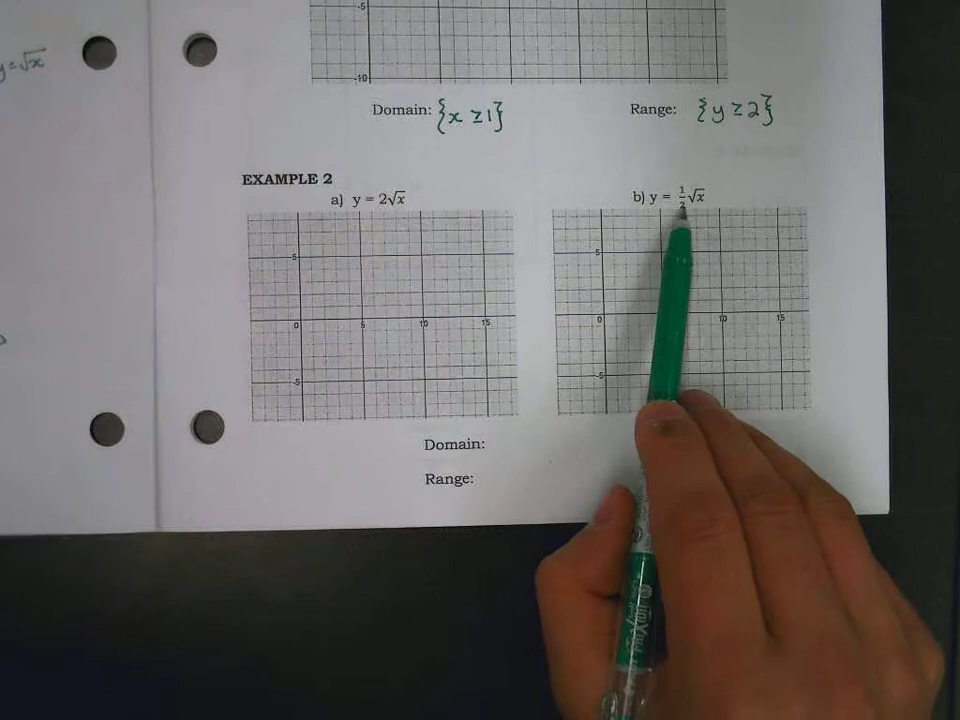 -5
y=√x
-10
Domain: {x ≥1}
Range: {y ≥2}
EXAMPLE 2
a) y = 2√x
b) y = 1/2√x
5
5
0 5 10 15
0 10 15
-5
-5
Domain:
Range: